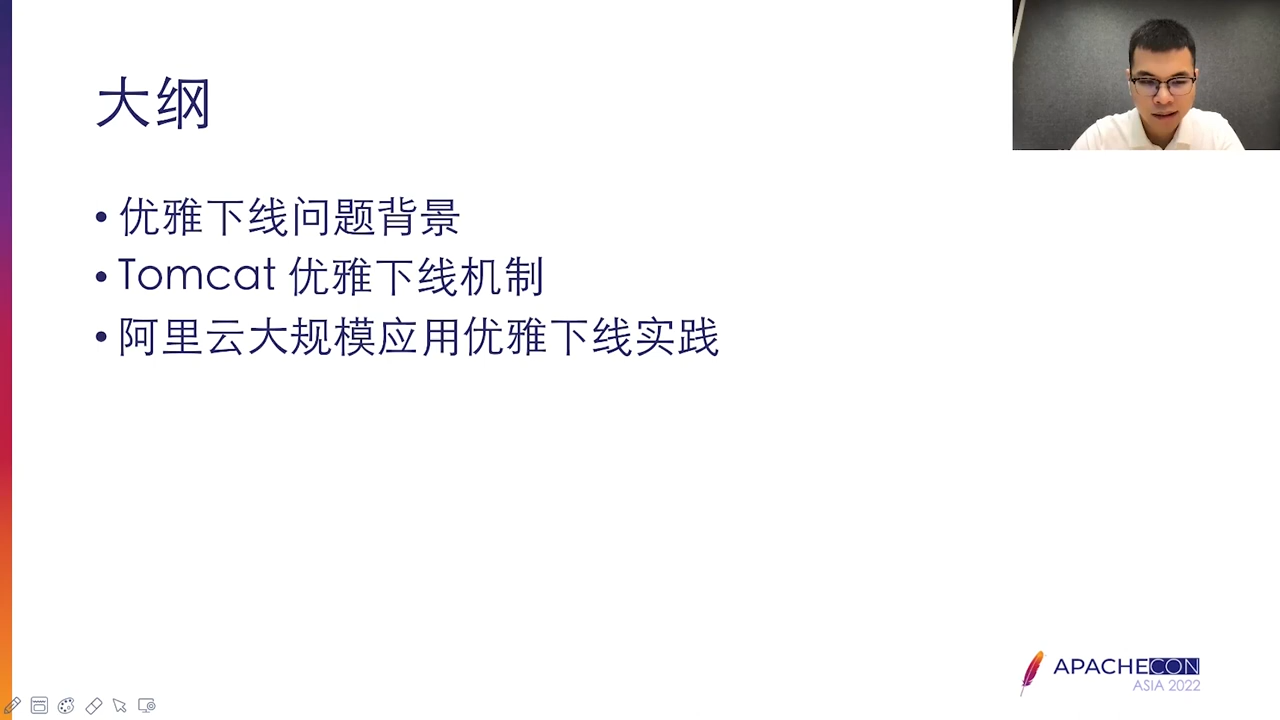 大纲
• 优雅下线问题背景
• Tomcat 优雅下线机制
• 阿里云大规模应用优雅下线实践
APACHECON
ASIA 2022